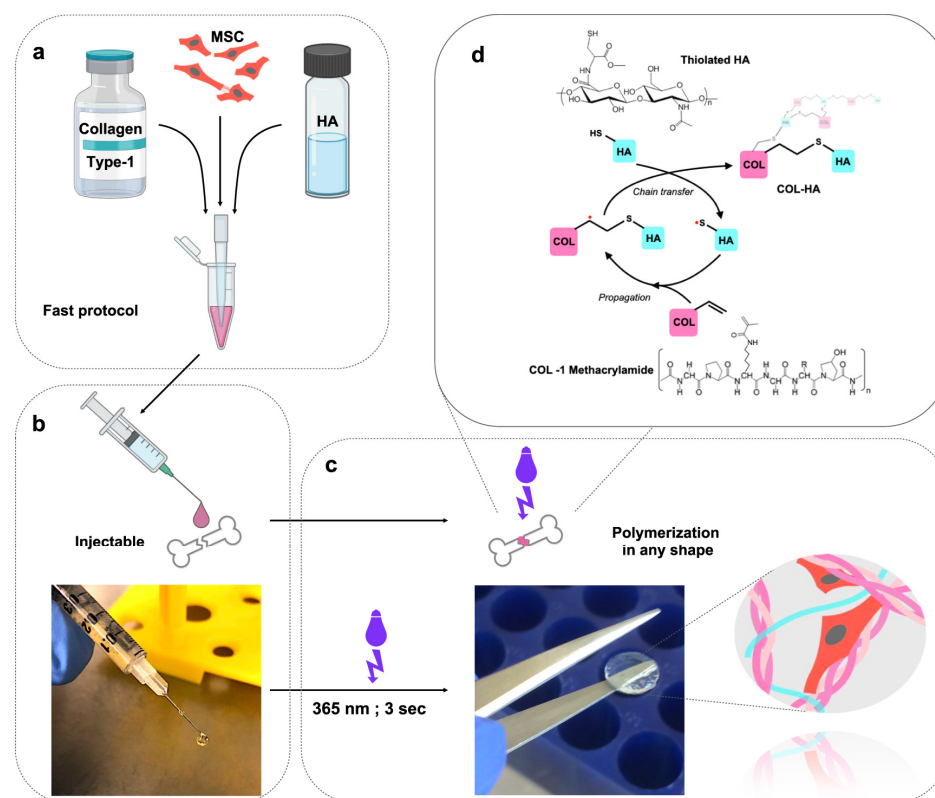 a
MSC
Collagen
Type-1
HA
Fast protocol
d
SH
Thiolated HA
HS
HA
COL
S
HA
COL-HA
Chain transfer
COL
S
HA
S
HA
Propagation
COL
COL -1 Methacrylamide
b
Injectable
c
Polymerization
in any shape
365 nm ; 3 sec